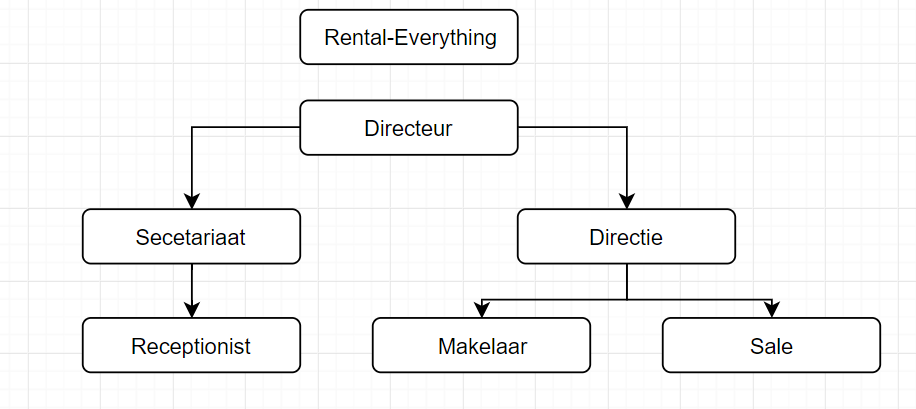 Rental-Everything
Directeur
Secetariaat
Directie
Receptionist
Makelaar
Sale